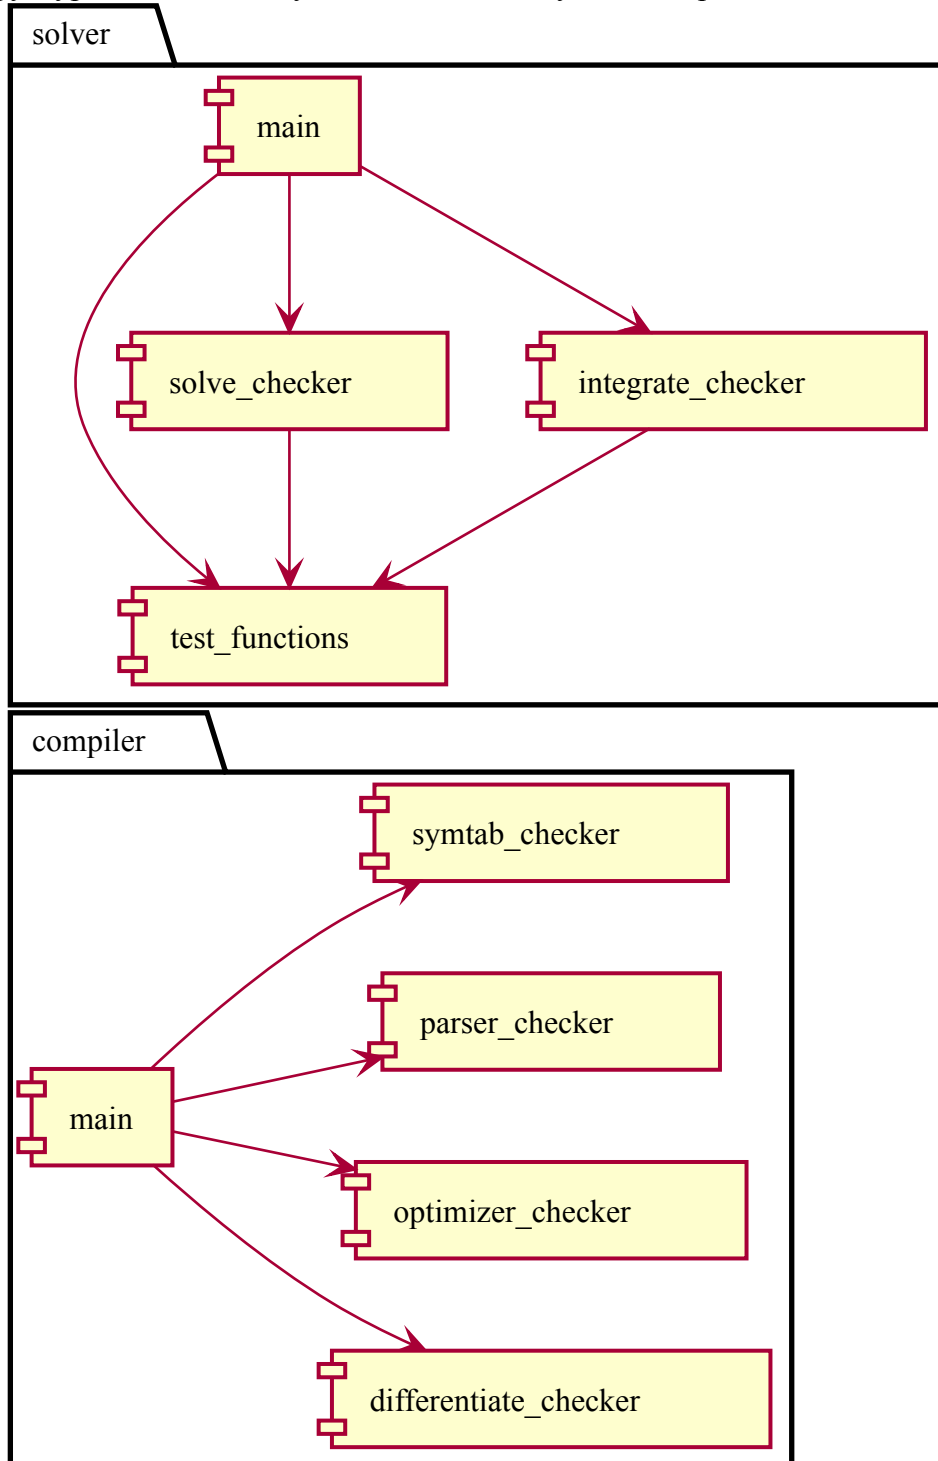 solver
main
solve_checker
integrate_checker
test_functions
compiler
symtab_checker
parser_checker
main
optimizer_checker
differentiate_checker